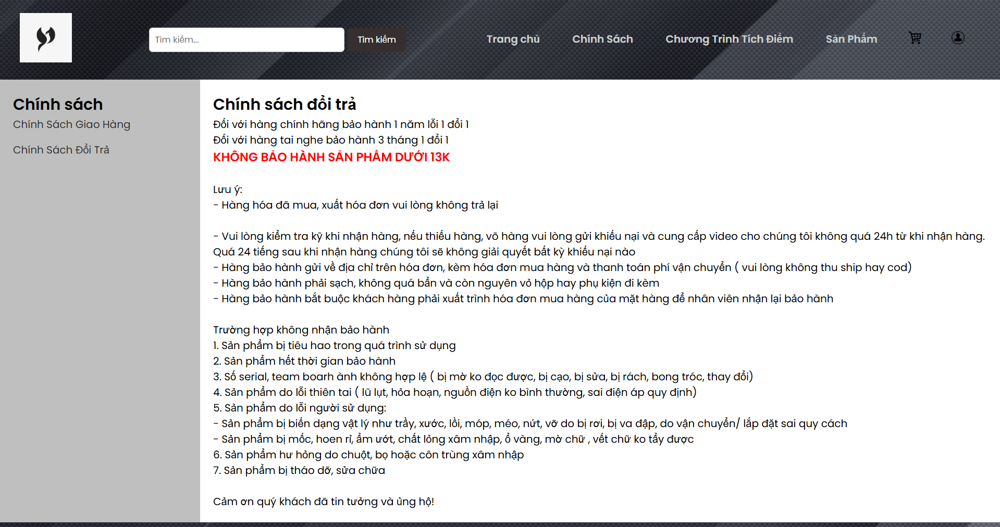 Tìm kiếm...
Tìm kiếm
Trang chủ
Chính Sách
Chương Trình Tích Điểm
Sản Phẩm
Chính sách
Chính Sách Giao Hàng
Chính Sách Đổi Trả
Chính sách đổi trả
Đối với hàng chính hãng bảo hành 1 năm lỗi 1 đổi 1
Đối với hàng tai nghe bảo hành 3 tháng 1 đổi 1
KHÔNG BẢO HÀNH SẢN PHẨM DƯỚI 13K
Lưu ý:
- Hàng hóa đã mua, xuất hóa đơn vui lòng không trả lại
- Vui lòng kiểm tra kỹ khi nhận hàng, nếu thiếu hàng, võ hàng vui lòng gửi khiếu nại và cung cấp video cho chúng tôi không quá 24h từ khi nhận hàng.
Quá 24 tiếng sau khi nhận hàng chúng tôi sẽ không giải quyết bất kỳ khiếu nại nào
- Hàng bảo hành gửi về địa chỉ trên hóa đơn, kèm hóa đơn mua hàng và thanh toán phí vận chuyển ( vui lòng không thu ship hay cod)
- Hàng bảo hành phải sạch, không quá bẩn và còn nguyên vỏ hộp hay phụ kiện đi kèm
- Hàng bảo hành bắt buộc khách hàng phải xuất trình hóa đơn mua hàng của mặt hàng để nhân viên nhận lại bảo hành
Trường hợp không nhận bảo hành
1. Sản phẩm bị tiêu hao trong quá trình sử dụng
2. Sản phẩm hết thời gian bảo hành
3. Số serial, team boarh ành không hợp lệ ( bị mờ ko đọc được, bị cạo, bị sửa, bị rách, bong tróc, thay đổi)
4. Sản phẩm do lỗi thiên tai ( lũ lụt, hỏa hoạn, nguồn điện ko bình thường, sai điện áp quy định)
5. Sản phẩm do lỗi người sử dụng:
- Sản phẩm bị biến dạng vật lý như trầy, xước, lồi, móp, méo, nứt, vỡ do bị rơi, bị va đập, do vận chuyển/ lắp đặt sai quy cách
- Sản phẩm bị mốc, hoen rỉ, ẩm ướt, chất lỏng xâm nhập, ổ vàng, mờ chữ , vết chữ ko tẩy được
6. Sản phẩm hư hỏng do chuột, bọ hoặc côn trùng xâm nhập
7. Sản phẩm bị tháo dỡ, sửa chữa
Cảm ơn quý khách đã tin tưởng và ủng hộ!